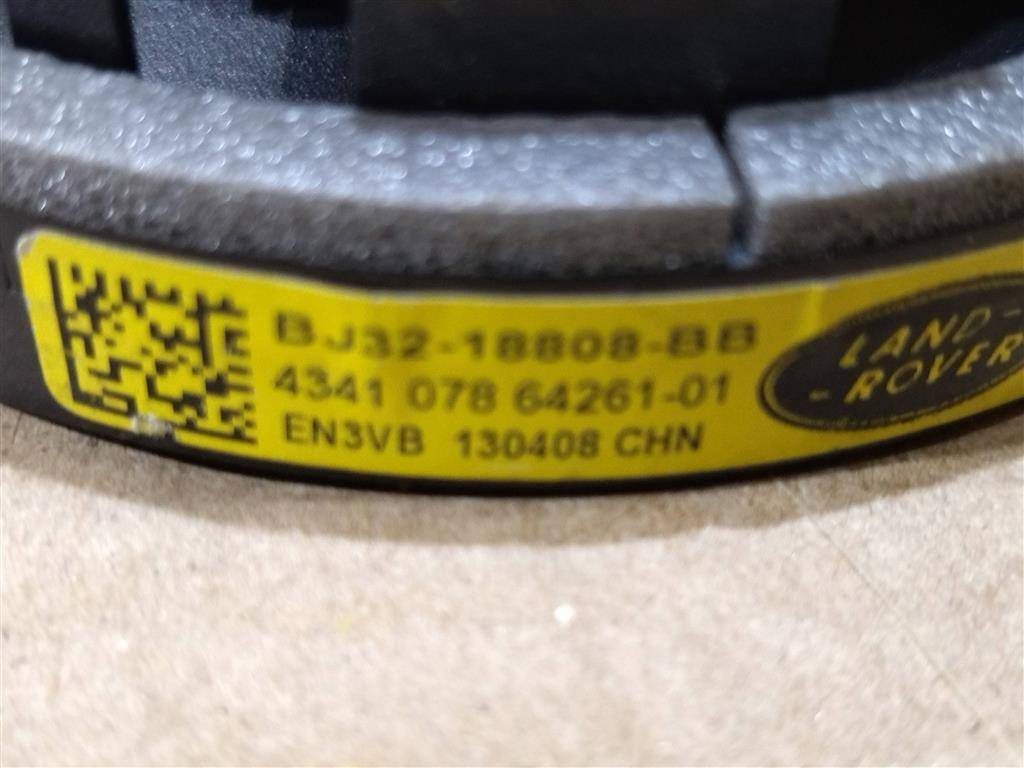 BJ32-18808-BB
4341 078 64261-01
EN3VB 130408 CHN
LAND-
-ROVER